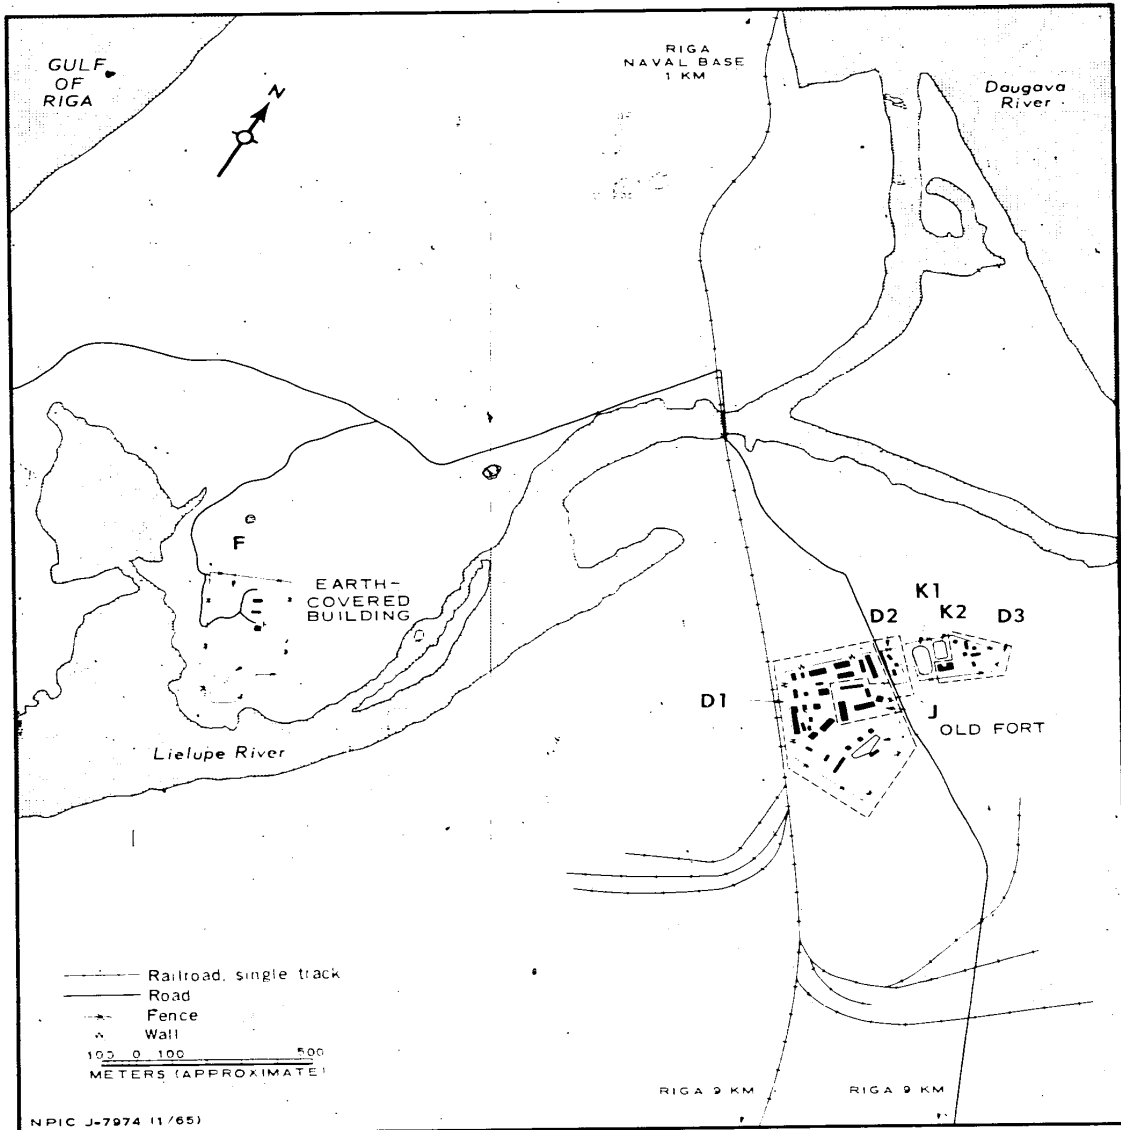 GULF
OF
RIGA
N
RIGA
NAVAL BASE
1 KM
Daugava
River
F
EARTH-
COVERED
BUILDING
K1
D2
K2
D3
D1
J
OLD FORT
Lielupe River
Railroad, single track
Road
Fence
Wall
100 0 100 500
METERS (APPROXIMATE)
RIGA 9 KM
RIGA 9 KM
NPIC J-7974 (1/65)